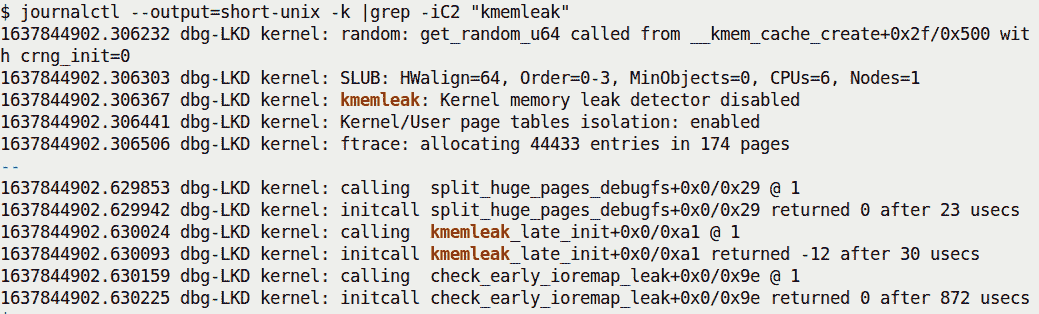 $ journalctl --output=short-unix -k |grep -iC2 "kmemleak"
1637844902.306232 dbg-LKD kernel: random: get_random_u64 called from __kmem_cache_create+0x2f/0x500 wit
h crng_init=0
1637844902.306303 dbg-LKD kernel: SLUB: HWalign=64, Order=0-3, MinObjects=0, CPUs=6, Nodes=1
1637844902.306367 dbg-LKD kernel: kmemleak: Kernel memory leak detector disabled
1637844902.306441 dbg-LKD kernel: Kernel/User page tables isolation: enabled
1637844902.306506 dbg-LKD kernel: ftrace: allocating 44433 entries in 174 pages
--
1637844902.629853 dbg-LKD kernel: calling  split_huge_pages_debugfs+0x0/0x29 @ 1
1637844902.629942 dbg-LKD kernel: initcall split_huge_pages_debugfs+0x0/0x29 returned 0 after 23 usecs
1637844902.630024 dbg-LKD kernel: calling  kmemleak_late_init+0x0/0xa1 @ 1
1637844902.630093 dbg-LKD kernel: initcall kmemleak_late_init+0x0/0xa1 returned -12 after 30 usecs
1637844902.630159 dbg-LKD kernel: calling  check_early_ioremap_leak+0x0/0x9e @ 1
1637844902.630225 dbg-LKD kernel: initcall check_early_ioremap_leak+0x0/0x9e returned 0 after 872 usecs